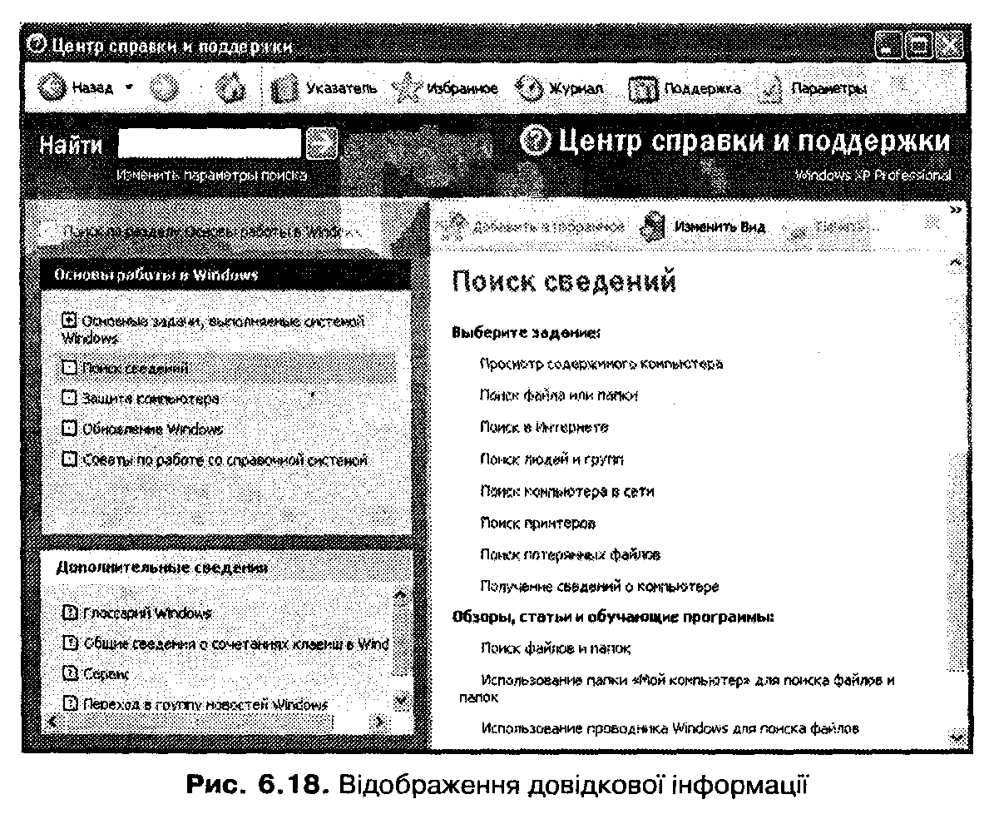 Центр справки и поддержки
Назад Указатель Избранное Журнал Поддержка Параметры
Найти
Центр справки и поддержки
Изменить параметры поиска
Windows XP Professional
Поиск по разделу Основы работы в Windows
Добавить в избранное Изменить Вид
Основы работы в Windows
Основные задачи, выполняемые системой
Windows
Поиск сведений
Защита компьютера
Обновление Windows
Советы по работе со справочной системой
Дополнительные сведения
Глоссарий Windows
Общие сведения о сочетаниях клавиш в Wind
Сервис
Переход в группу новостей Windows
Поиск сведений
Выберите задание:
Просмотр содержимого компьютера
Поиск файла или папки
Поиск в Интернете
Поиск людей и групп
Поиск компьютера в сети
Поиск принтеров
Поиск потерянных файлов
Получение сведений о компьютере
Обзоры, статьи и обучающие программы:
Поиск файлов и папок
Использование папки «Мой компьютер» для поиска файлов и
папок
Использование проводника Windows для поиска файлов
Рис. 6.18. Відображення довідкової інформації